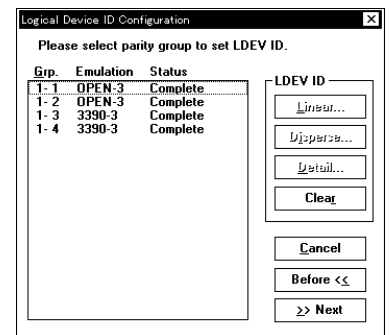 Logical Device ID Configuration
Please select parity group to set LDEV ID.
Grp. Emulation Status
1- 1 OPEN-3 Complete
1- 2 OPEN-3 Complete
1- 3 3390-3 Complete
1- 4 3390-3 Complete
LDEV ID
Linear...
Disperse...
Detail...
Clear
Cancel
Before <<
>> Next